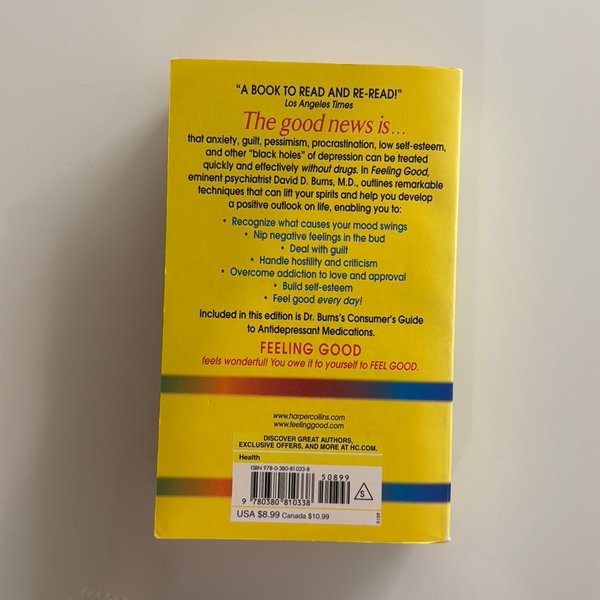 “A BOOK TO READ AND RE-READ!”
Los Angeles Times
The good news is...
that anxiety, guilt, pessimism, procrastination, low self-esteem,
and other “black holes” of depression can be treated
quickly and effectively without drugs. In Feeling Good,
eminent psychiatrist David D. Burns, M.D., outlines remarkable
techniques that can lift your spirits and help you develop
a positive outlook on life, enabling you to:
• Recognize what causes your mood swings
• Nip negative feelings in the bud
• Deal with guilt
• Handle hostility and criticism
• Overcome addiction to love and approval
• Build self-esteem
• Feel good every day!
Included in this edition is Dr. Burns's Consumer's Guide
to Antidepressant Medications.
FEELING GOOD
feels wonderful! You owe it to yourself to FEEL GOOD.
www.harpercollins.com
www.feelinggood.com
DISCOVER GREAT AUTHORS,
EXCLUSIVE OFFERS, AND MORE AT HC.COM.
Health
ISBN 978-0-380-81033-8
50899
S
9 780380 810338
USA $8.99 Canada $10.99